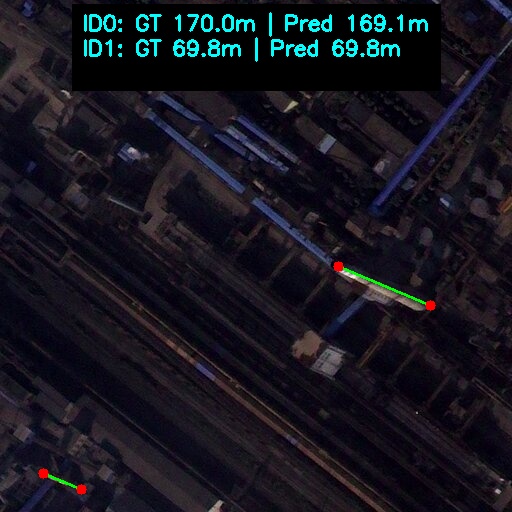 ID0: GT 170.0m | Pred 169.1m
ID1: GT 69.8m | Pred 69.8m